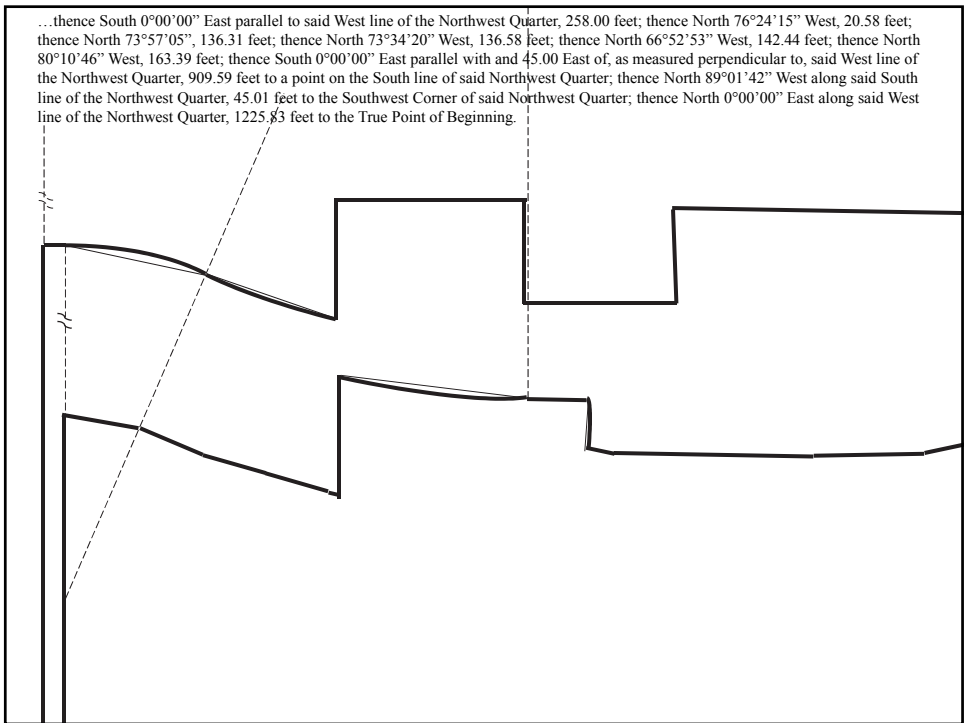 …thence South 0°00’00” East parallel to said West line of the Northwest Quarter, 258.00 feet; thence North 76°24’15” West, 20.58 feet;
thence North 73°57’05”, 136.31 feet; thence North 73°34’20” West, 136.58 feet; thence North 66°52’53” West, 142.44 feet; thence North
80°10’46” West, 163.39 feet; thence South 0°00’00” East parallel with and 45.00 East of, as measured perpendicular to, said West line of
the Northwest Quarter, 909.59 feet to a point on the South line of said Northwest Quarter; thence North 89°01’42” West along said South
line of the Northwest Quarter, 45.01 feet to the Southwest Corner of said Northwest Quarter; thence North 0°00’00” East along said West
line of the Northwest Quarter, 1225.83 feet to the True Point of Beginning.